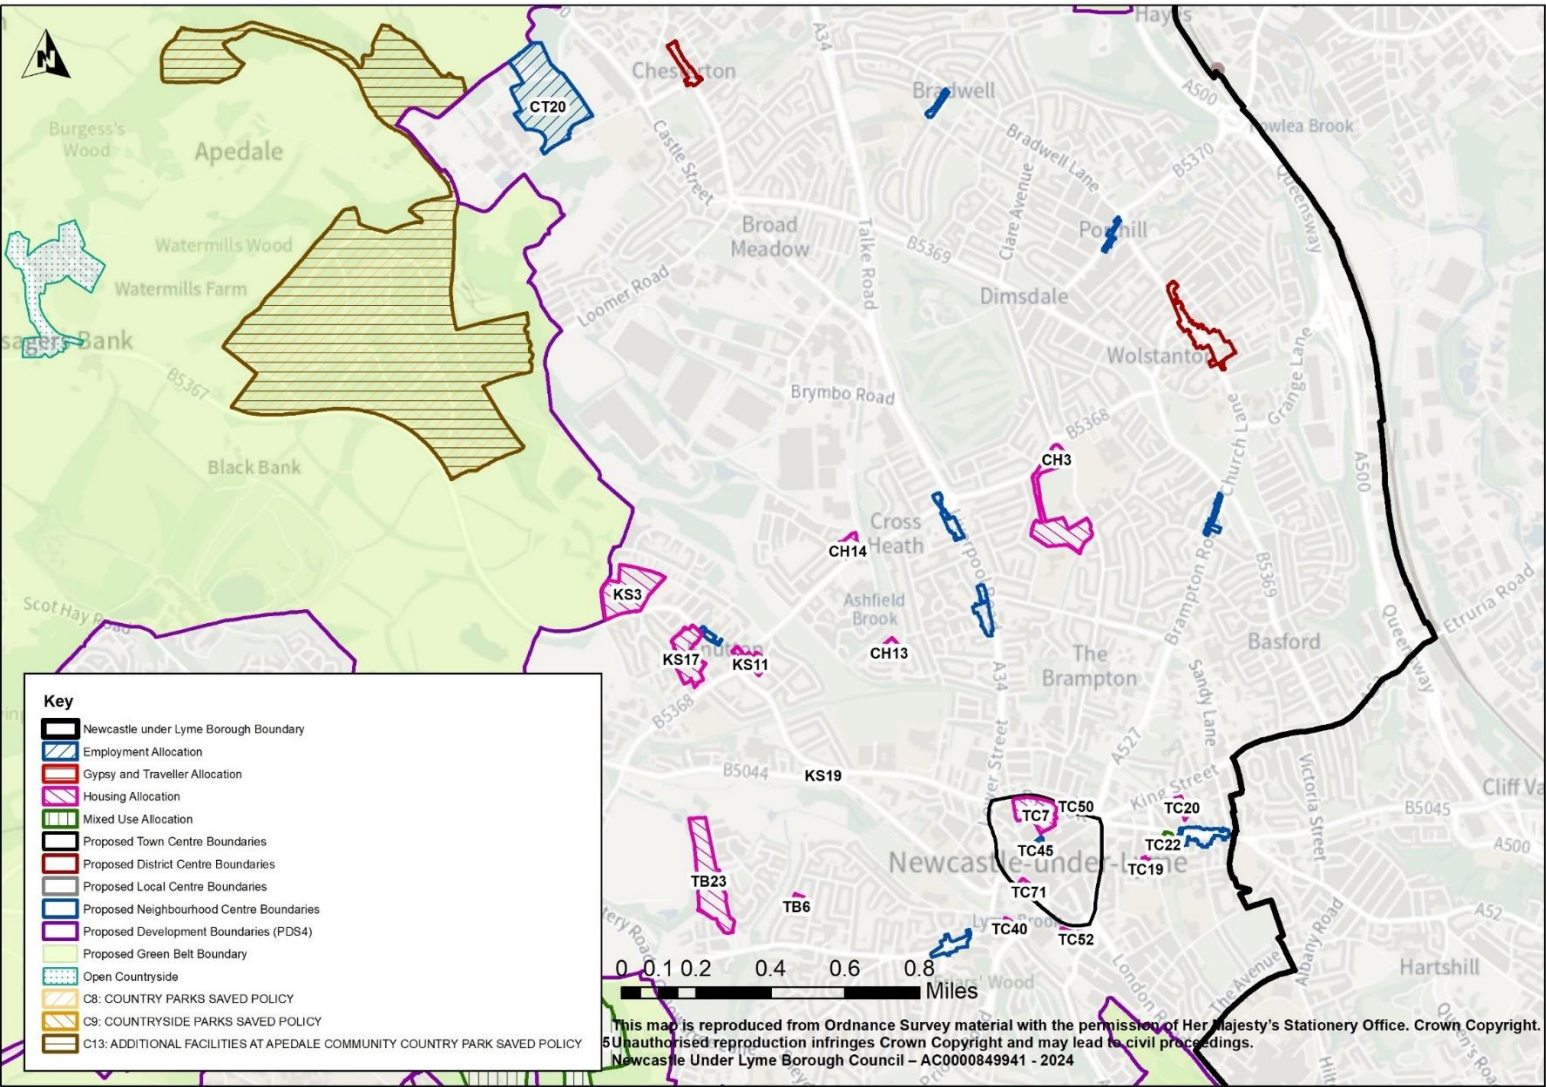 Hayes
N
Chesterton
A34
A500
CT20
Bradwell
Fowlea Brook
Burgess's
Wood
Apedale
Castle Street
Bradwell Lane
B5370
Queensway
Clare Avenue
Watermills Wood
Broad
Meadow
Talke Road
B5369
Porthill
Watermills Farm
Loomer Road
Dimsdale
Bank
B5367
Wolstanton
Grange Lane
Brymbo Road
B5368
Church Lane
Black Bank
CH3
A500
Cross
Heath
CH14
Liverpool Road
KS3
Scot Hay Road
Ashfield
Brook
Brampton Road
B5369
Etruria Road
KS17
KS11
CH13
The
Brampton
Basford
Sandy Lane
Queensway
A34
B5368
A527
B5044
KS19
King Street
Victoria Street
Cliff Va
TC50
TC7
TC20
B5045
TC45
TC22
A500
Newcastle-under-Lyme
TC19
TB23
TC71
TB6
TC40
Lyme Brook
TC52
A52
Albany Road
Hartshill
London Road
The Avenue
Key
Newcastle under Lyme Borough Boundary
Employment Allocation
Gypsy and Traveller Allocation
Housing Allocation
Mixed Use Allocation
Proposed Town Centre Boundaries
Proposed District Centre Boundaries
Proposed Local Centre Boundaries
Proposed Neighbourhood Centre Boundaries
Proposed Development Boundaries (PDS4)
Proposed Green Belt Boundary
Open Countryside
C8: COUNTRY PARKS SAVED POLICY
C9: COUNTRYSIDE PARKS SAVED POLICY
C13: ADDITIONAL FACILITIES AT APEDALE COMMUNITY COUNTRY PARK SAVED POLICY
0 0.1 0.2 0.4 0.6 0.8
Miles
This map is reproduced from Ordnance Survey material with the permission of Her Majesty's Stationery Office. Crown Copyright.
Unauthorised reproduction infringes Crown Copyright and may lead to civil proceedings.
Newcastle Under Lyme Borough Council – AC0000849941 - 2024
Queen's Road